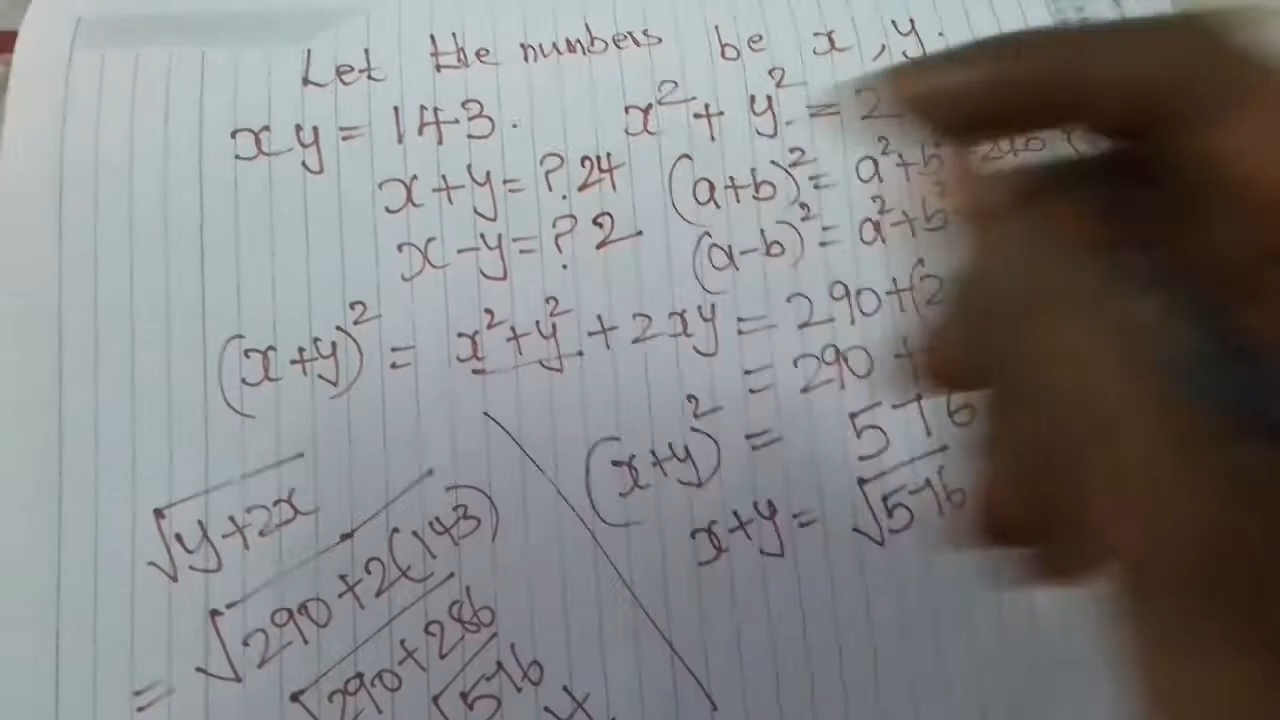 Let the numbers be x, y.
xy = 143. x² + y² = 2
x+y = ? 24 (a+b)² = a²+b
x-y = ? 2 (a-b)² = a²+b²
(x+y)² = x²+y² + 2xy = 290+(2
= 290 +
(x+y)² = 576
x+y = √576
√y+2x
√290+2(143)
= √290+286
√576